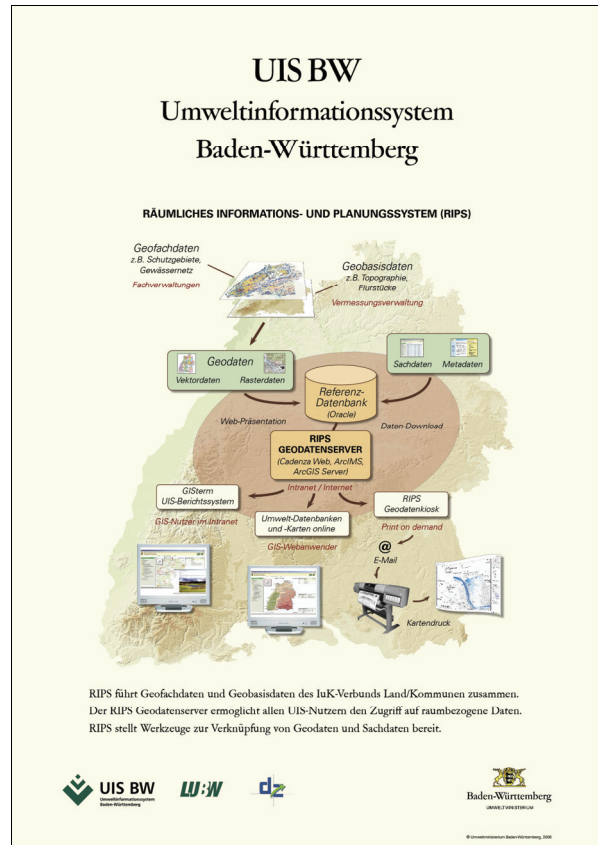 UIS BW
Umweltinformationssystem
Baden-Württemberg
RÄUMLICHES INFORMATIONS- UND PLANUNGSSYSTEM (RIPS)
Geofachdaten
z.B. Schutzgebiete,
Gewässernetz
Fachverwaltungen
Geobasisdaten
z.B. Topographie,
Flurstücke
Vermessungsverwaltung
Geodaten
Vektordaten
Rasterdaten
Sachdaten
Metadaten
Referenz-
Datenbank
(Oracle)
Web-Präsentation
Daten-Download
RIPS
GEODATENSERVER
(Cadenza Web, ArcIMS,
ArcGIS Server)
Intranet / Internet
GISterm
UIS-Berichtssystem
GIS-Nutzer im Intranet
Umwelt-Datenbanken
und -Karten online
GIS-Webanwender
RIPS
Geodatenkiosk
Print on demand
@
E-Mail
Kartendruck
RIPS führt Geofachdaten und Geobasisdaten des IuK-Verbunds Land/Kommunen zusammen.
Der RIPS Geodatenserver ermöglicht allen UIS-Nutzern den Zugriff auf raumbezogene Daten.
RIPS stellt Werkzeuge zur Verknüpfung von Geodaten und Sachdaten bereit.
UIS BW
Umweltinformationssystem
Baden-Württemberg
LUBW
dz
Baden-Württemberg
UMWELTMINISTERIUM
© Umweltministerium Baden-Württemberg, 2006